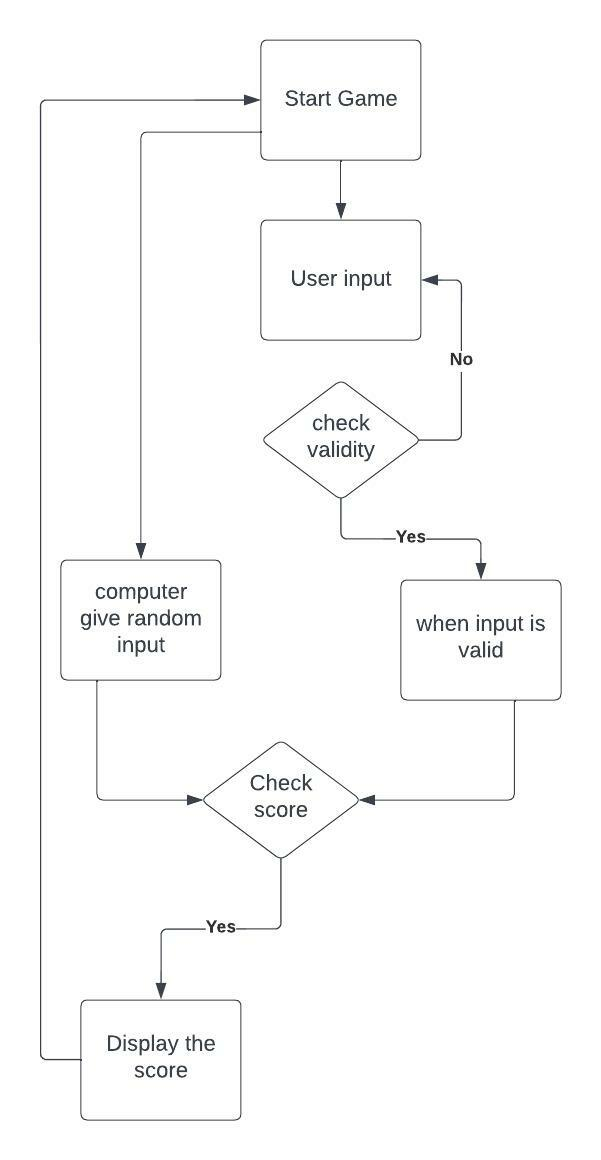 Start Game
User input
No
check
validity
Yes
computer
give random
input
when input is
valid
Check
score
Yes
Display the
score